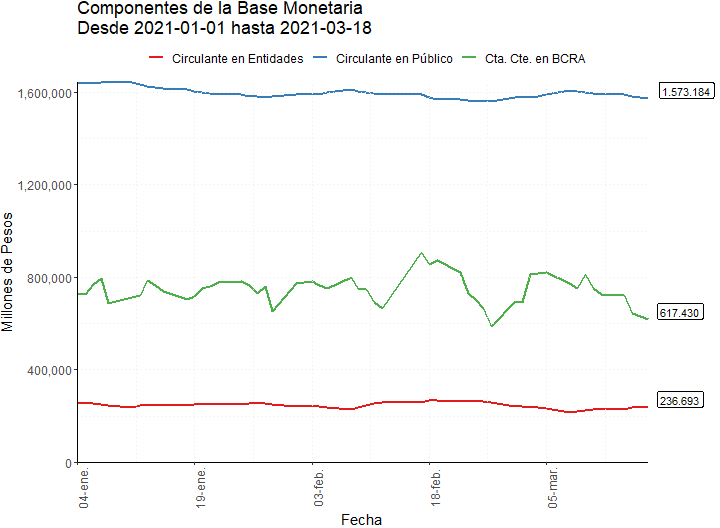 Componentes de la Base Monetaria
Desde 2021-01-01 hasta 2021-03-18
Circulante en Entidades Circulante en Público Cta. Cte. en BCRA
Millones de Pesos
1,600,000
1,200,000
800,000
400,000
0
1.573.184
617.430
236.693
04-ene.
19-ene.
03-feb.
18-feb.
05-mar.
Fecha